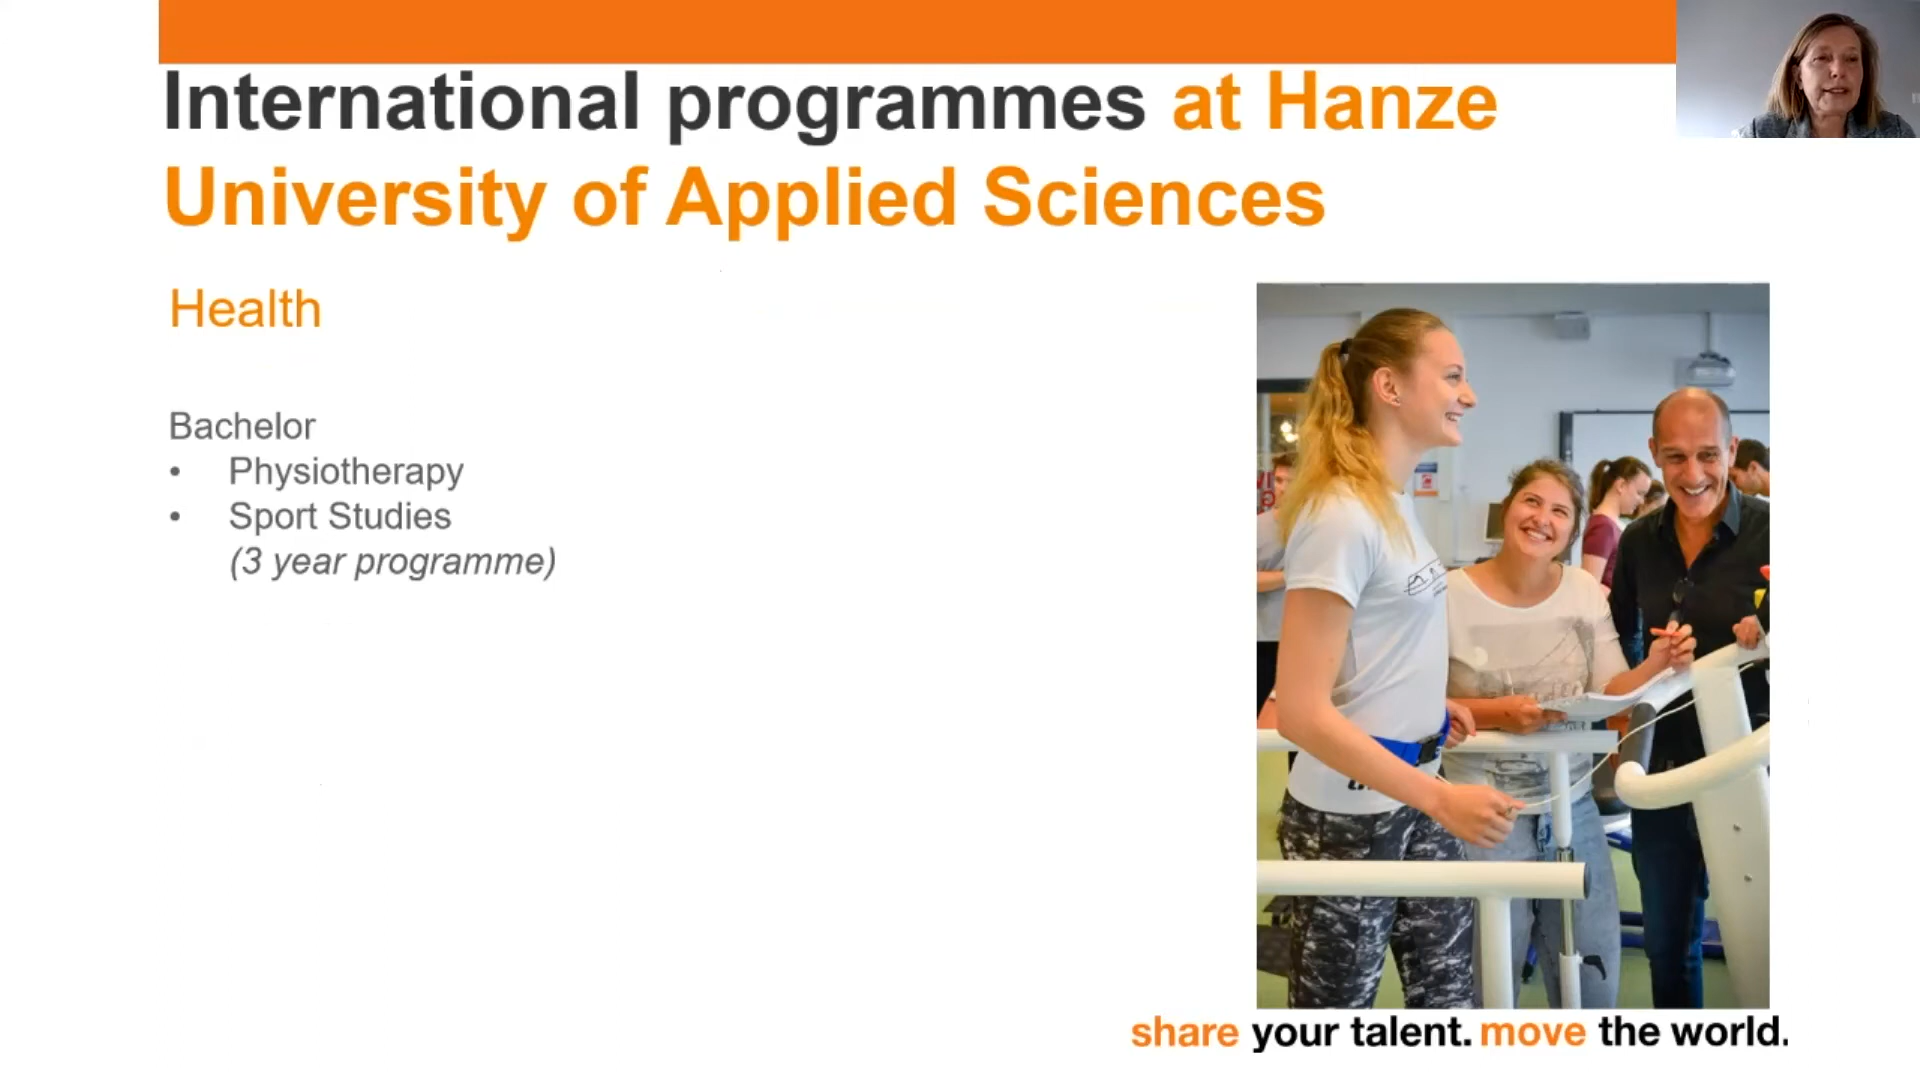 International programmes at Hanze
University of Applied Sciences
Health
Bachelor
• Physiotherapy
• Sport Studies
(3 year programme)
share your talent. move the world.